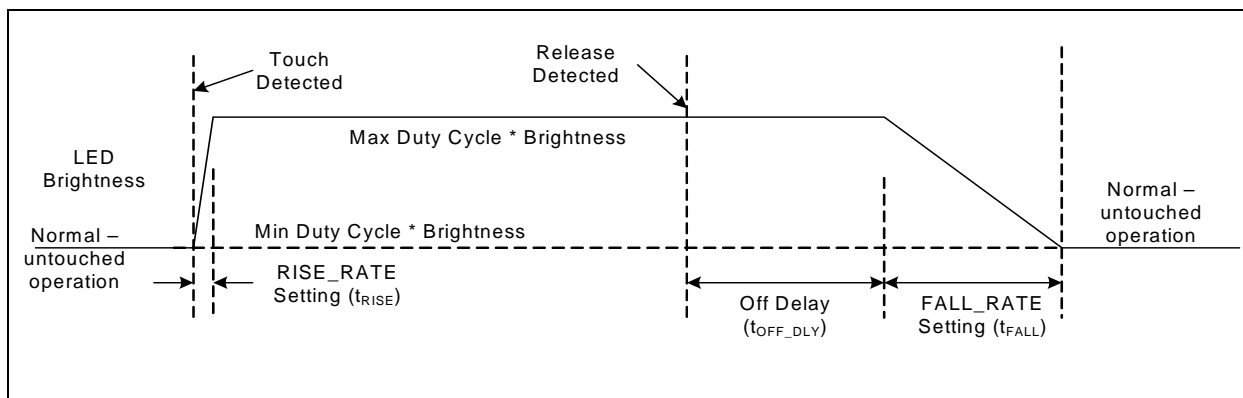 Touch
Detected
Release
Detected
Max Duty Cycle * Brightness
LED
Brightness
Normal –
untouched
operation
Min Duty Cycle * Brightness
Normal –
untouched
operation
RISE_RATE
Setting (tRISE)
Off Delay
(tOFF_DLY)
FALL_RATE
Setting (tFALL)